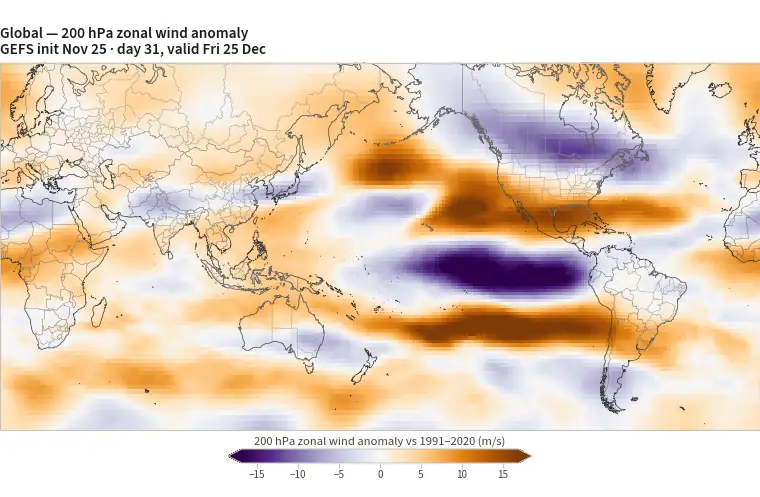 Global — 200 hPa zonal wind anomaly
GEFS init Nov 25 · day 31, valid Fri 25 Dec
200 hPa zonal wind anomaly vs 1991–2020 (m/s)
−15 −10 −5 0 5 10 15